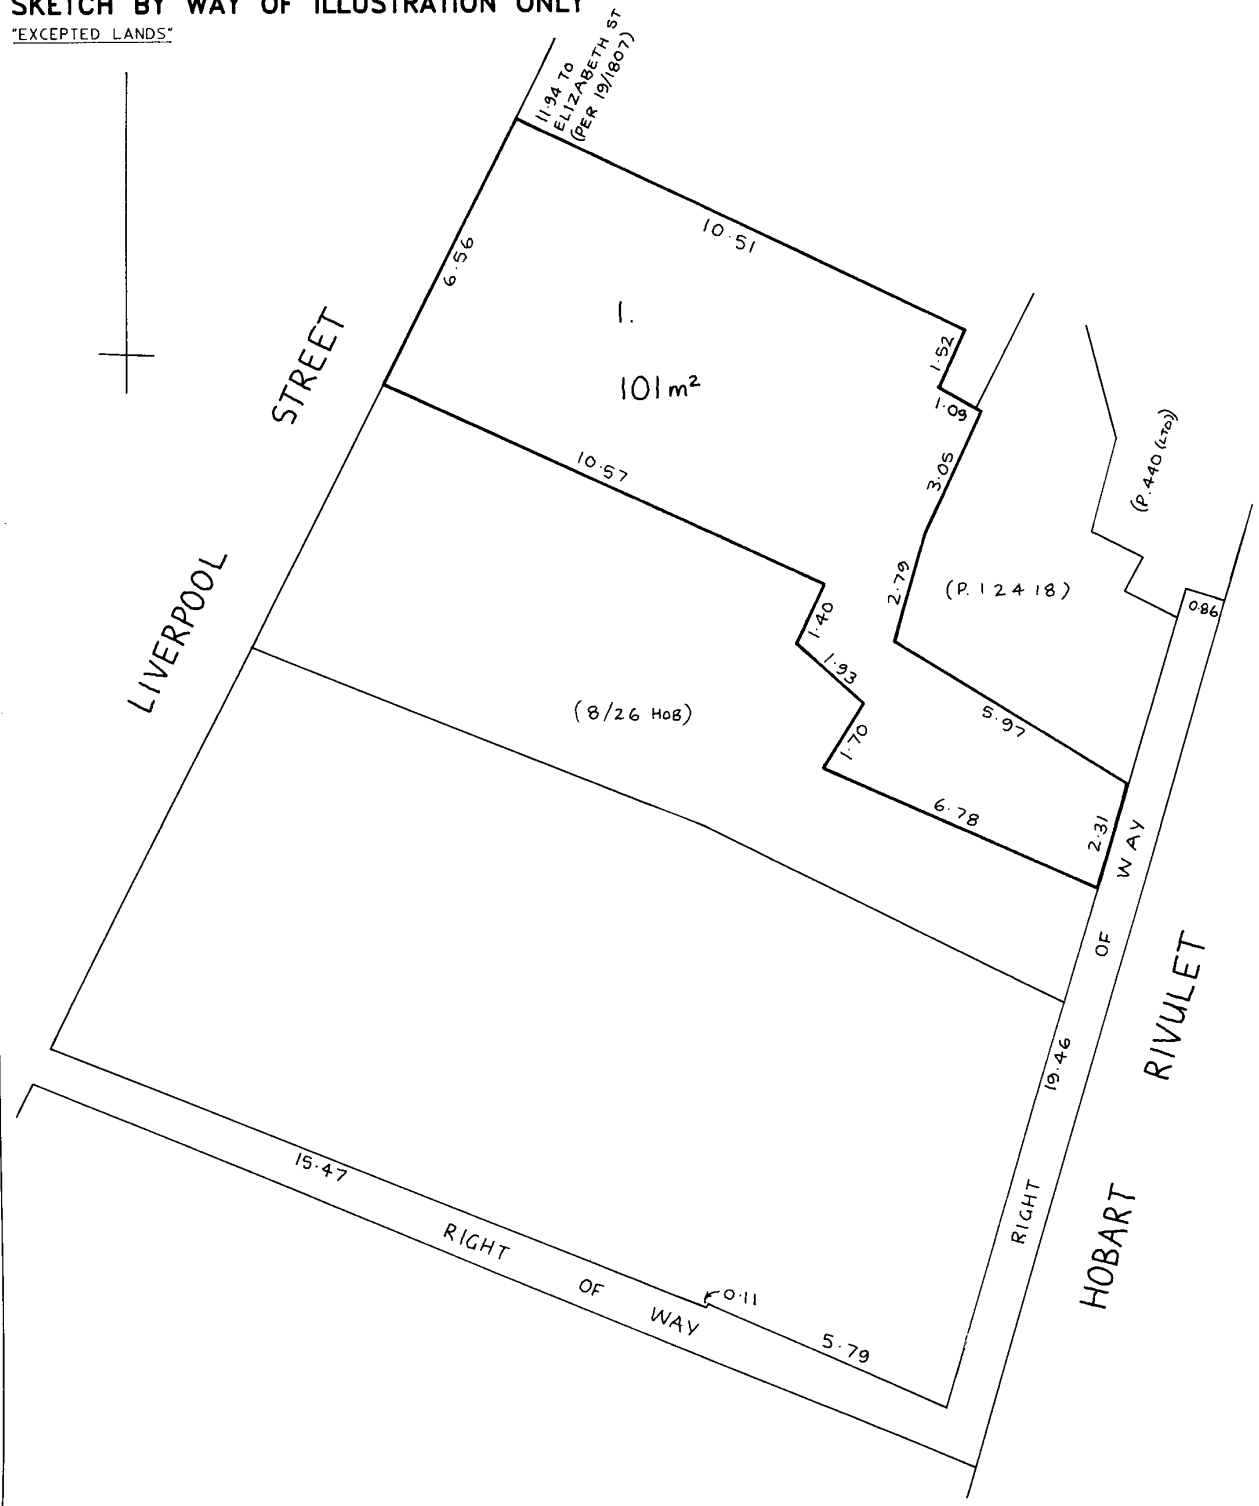 SKETCH BY WAY OF ILLUSTRATION ONLY
"EXCEPTED LANDS"
11.94 TO
ELIZABETH ST
(PER 19/1807)
10.51
6.56
1.
101 m²
1.52
1.09
3.05
2.79
STREET
LIVERPOOL
10.57
1.40
1.93
1.70
(P.440 (LTO))
(P. 12418)
0.86
(8/26 HOB)
5.97
6.78
2.31
RIGHT OF WAY
19.46
HOBART RIVULET
15.47
RIGHT OF WAY
0.11
5.79